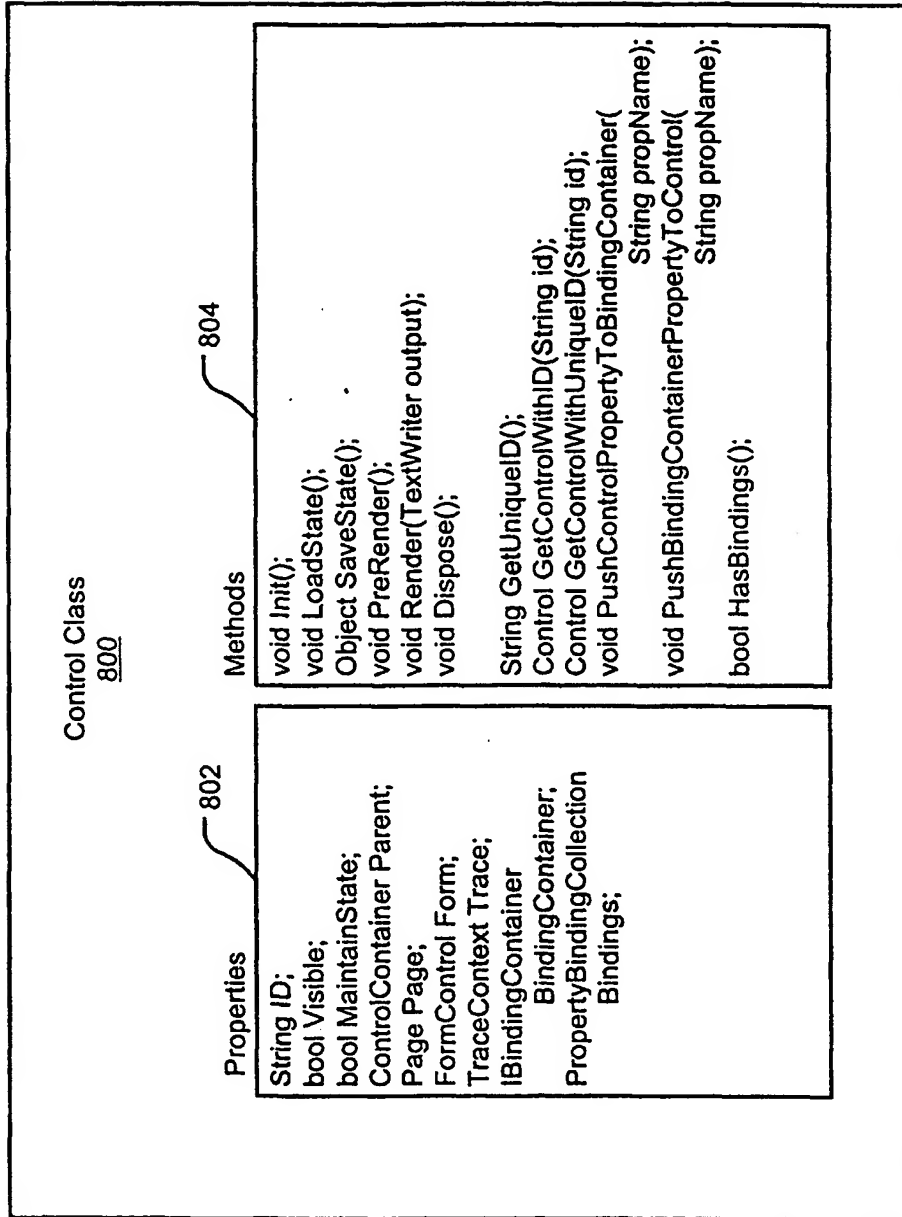 Control Class
800
Properties
802
String ID;
bool Visible;
bool MaintainState;
ControlContainer Parent;
Page Page;
FormControl Form;
TraceContext Trace;
IBindingContainer
BindingContainer;
PropertyBindingCollection
Bindings;
Methods
804
void Init();
void LoadState();
Object SaveState();
void PreRender();
void Render(TextWriter output);
void Dispose();
String GetUniqueID();
Control GetControlWithID(String id);
Control GetControlWithUniqueID(String id);
void PushControlPropertyToBindingContainer(
String propName);
void PushBindingContainerPropertyToControl(
String propName);
bool HasBindings();